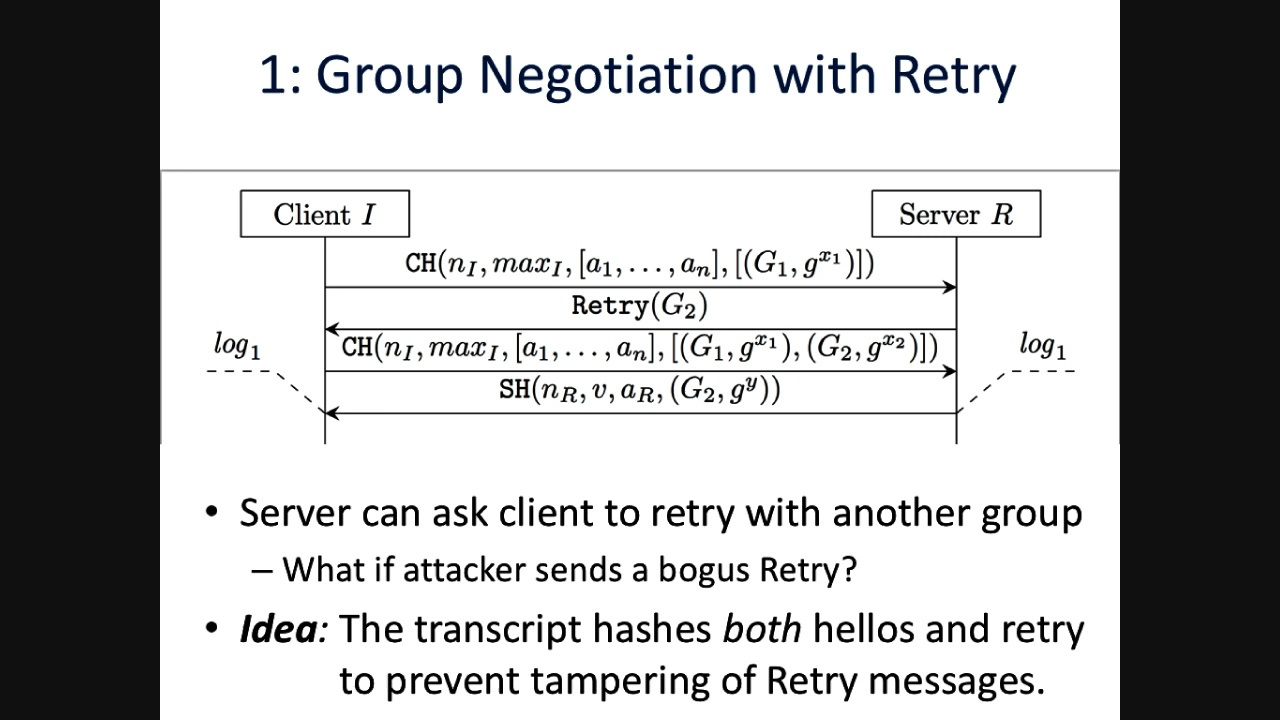 1: Group Negotiation with Retry
Client I
Server R
CH(n_I, max_I, [a_1, . . . , a_n], [(G_1, g^{x_1})])
Retry(G_2)
log_1
CH(n_I, max_I, [a_1, . . . , a_n], [(G_1, g^{x_1}), (G_2, g^{x_2})])
log_1
SH(n_R, v, a_R, (G_2, g^y))
• Server can ask client to retry with another group
– What if attacker sends a bogus Retry?
• Idea: The transcript hashes both hellos and retry
to prevent tampering of Retry messages.